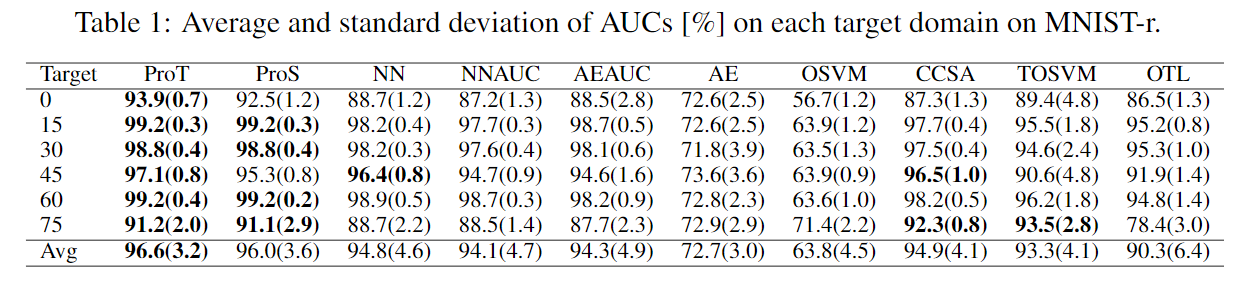 Table 1: Average and standard deviation of AUCs [%] on each target domain on MNIST-r.
Target ProT ProS NN NNAUC AEAUC AE OSVM CCSA TOSVM OTL
0 93.9(0.7) 92.5(1.2) 88.7(1.2) 87.2(1.3) 88.5(2.8) 72.6(2.5) 56.7(1.2) 87.3(1.3) 89.4(4.8) 86.5(1.3)
15 99.2(0.3) 99.2(0.3) 98.2(0.4) 97.7(0.3) 98.7(0.5) 72.6(2.5) 63.9(1.2) 97.7(0.4) 95.5(1.8) 95.2(0.8)
30 98.8(0.4) 98.8(0.4) 98.2(0.3) 97.6(0.4) 98.1(0.6) 71.8(3.9) 63.5(1.3) 97.5(0.4) 94.6(2.4) 95.3(1.0)
45 97.1(0.8) 95.3(0.8) 96.4(0.8) 94.7(0.9) 94.6(1.6) 73.6(3.6) 63.9(0.9) 96.5(1.0) 90.6(4.8) 91.9(1.4)
60 99.2(0.4) 99.2(0.2) 98.9(0.5) 98.7(0.3) 98.2(0.9) 72.8(2.3) 63.6(1.0) 98.2(0.5) 96.2(1.8) 94.8(1.4)
75 91.2(2.0) 91.1(2.9) 88.7(2.2) 88.5(1.4) 87.7(2.3) 72.9(2.9) 71.4(2.2) 92.3(0.8) 93.5(2.8) 78.4(3.0)
Avg 96.6(3.2) 96.0(3.6) 94.8(4.6) 94.1(4.7) 94.3(4.9) 72.7(3.0) 63.8(4.5) 94.9(4.1) 93.3(4.1) 90.3(6.4)